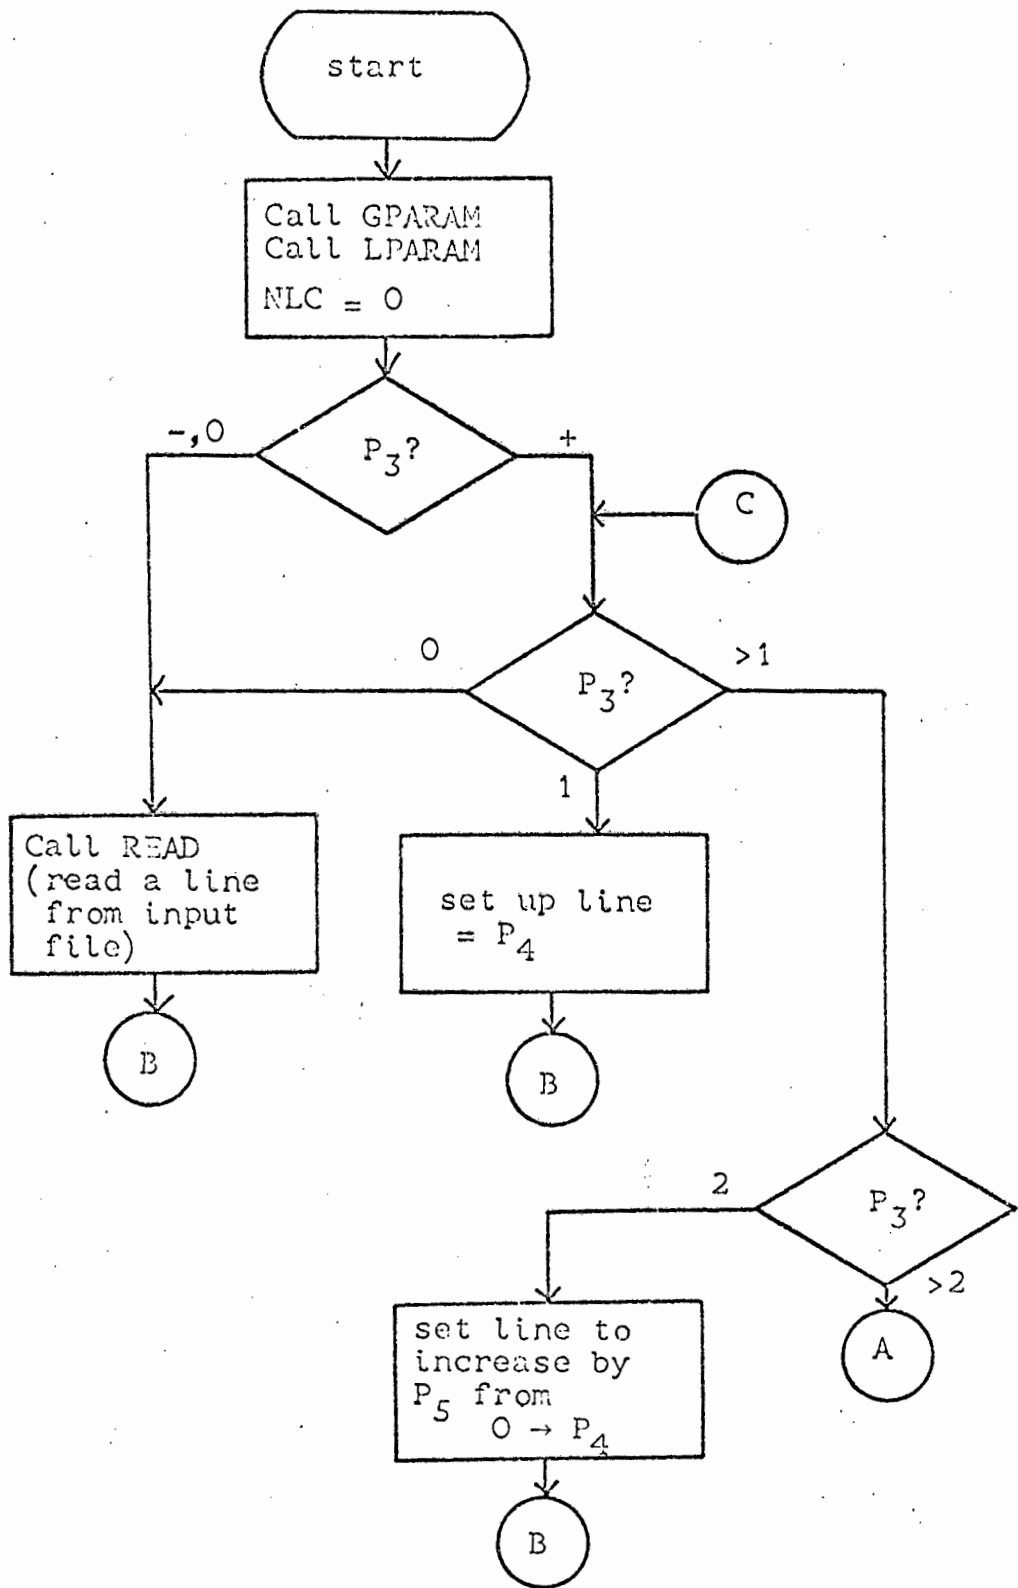 start
Call GPARAM
Call LPARAM
NLC = 0
-,0
P3?
+
C
0
P3?
>1
1
Call READ
(read a line
from input
file)
set up line
= P4
B
B
2
P3?
>2
set line to
increase by
P5 from
0 → P4
A
B